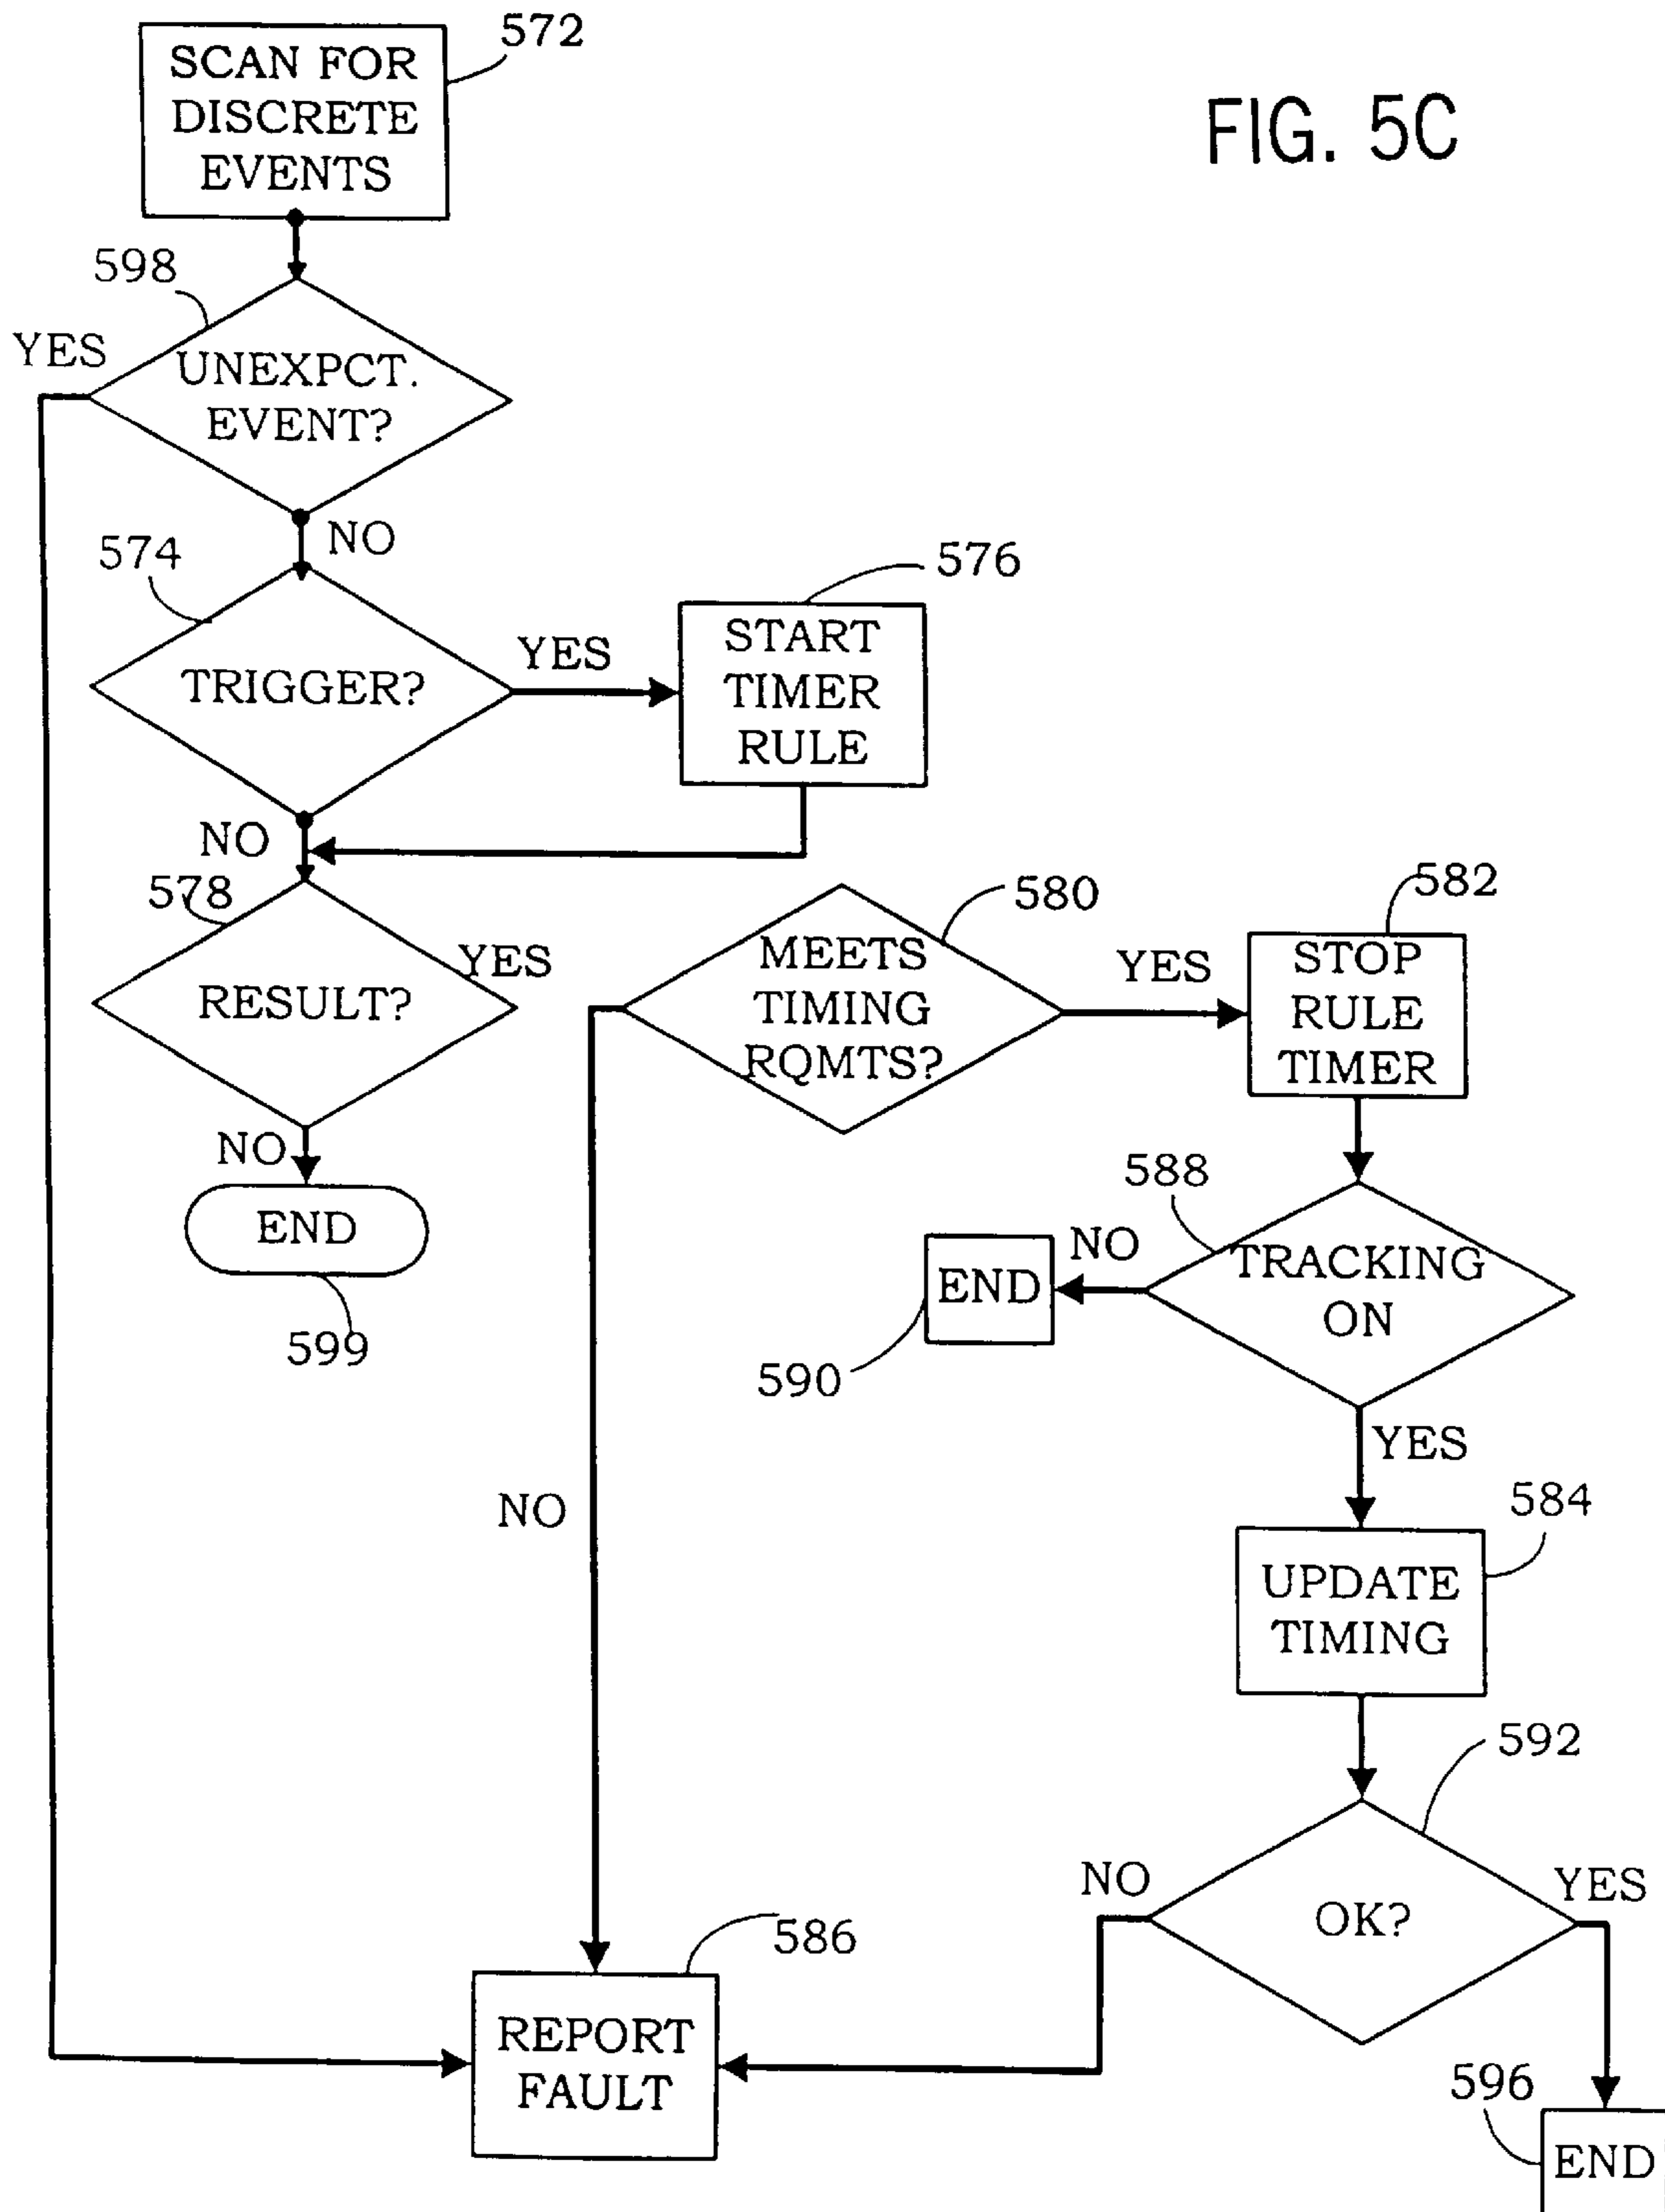 572
SCAN FOR
DISCRETE
EVENTS
FIG. 5C
598
YES
UNEXPCT.
EVENT?
NO
574
576
TRIGGER?
YES
START
TIMER
RULE
NO
578
RESULT?
YES
580
MEETS
TIMING
RQMTS?
YES
582
STOP
RULE
TIMER
NO
END
599
588
TRACKING
ON
NO
END
590
YES
NO
584
UPDATE
TIMING
592
NO
OK?
YES
586
REPORT
FAULT
596
END